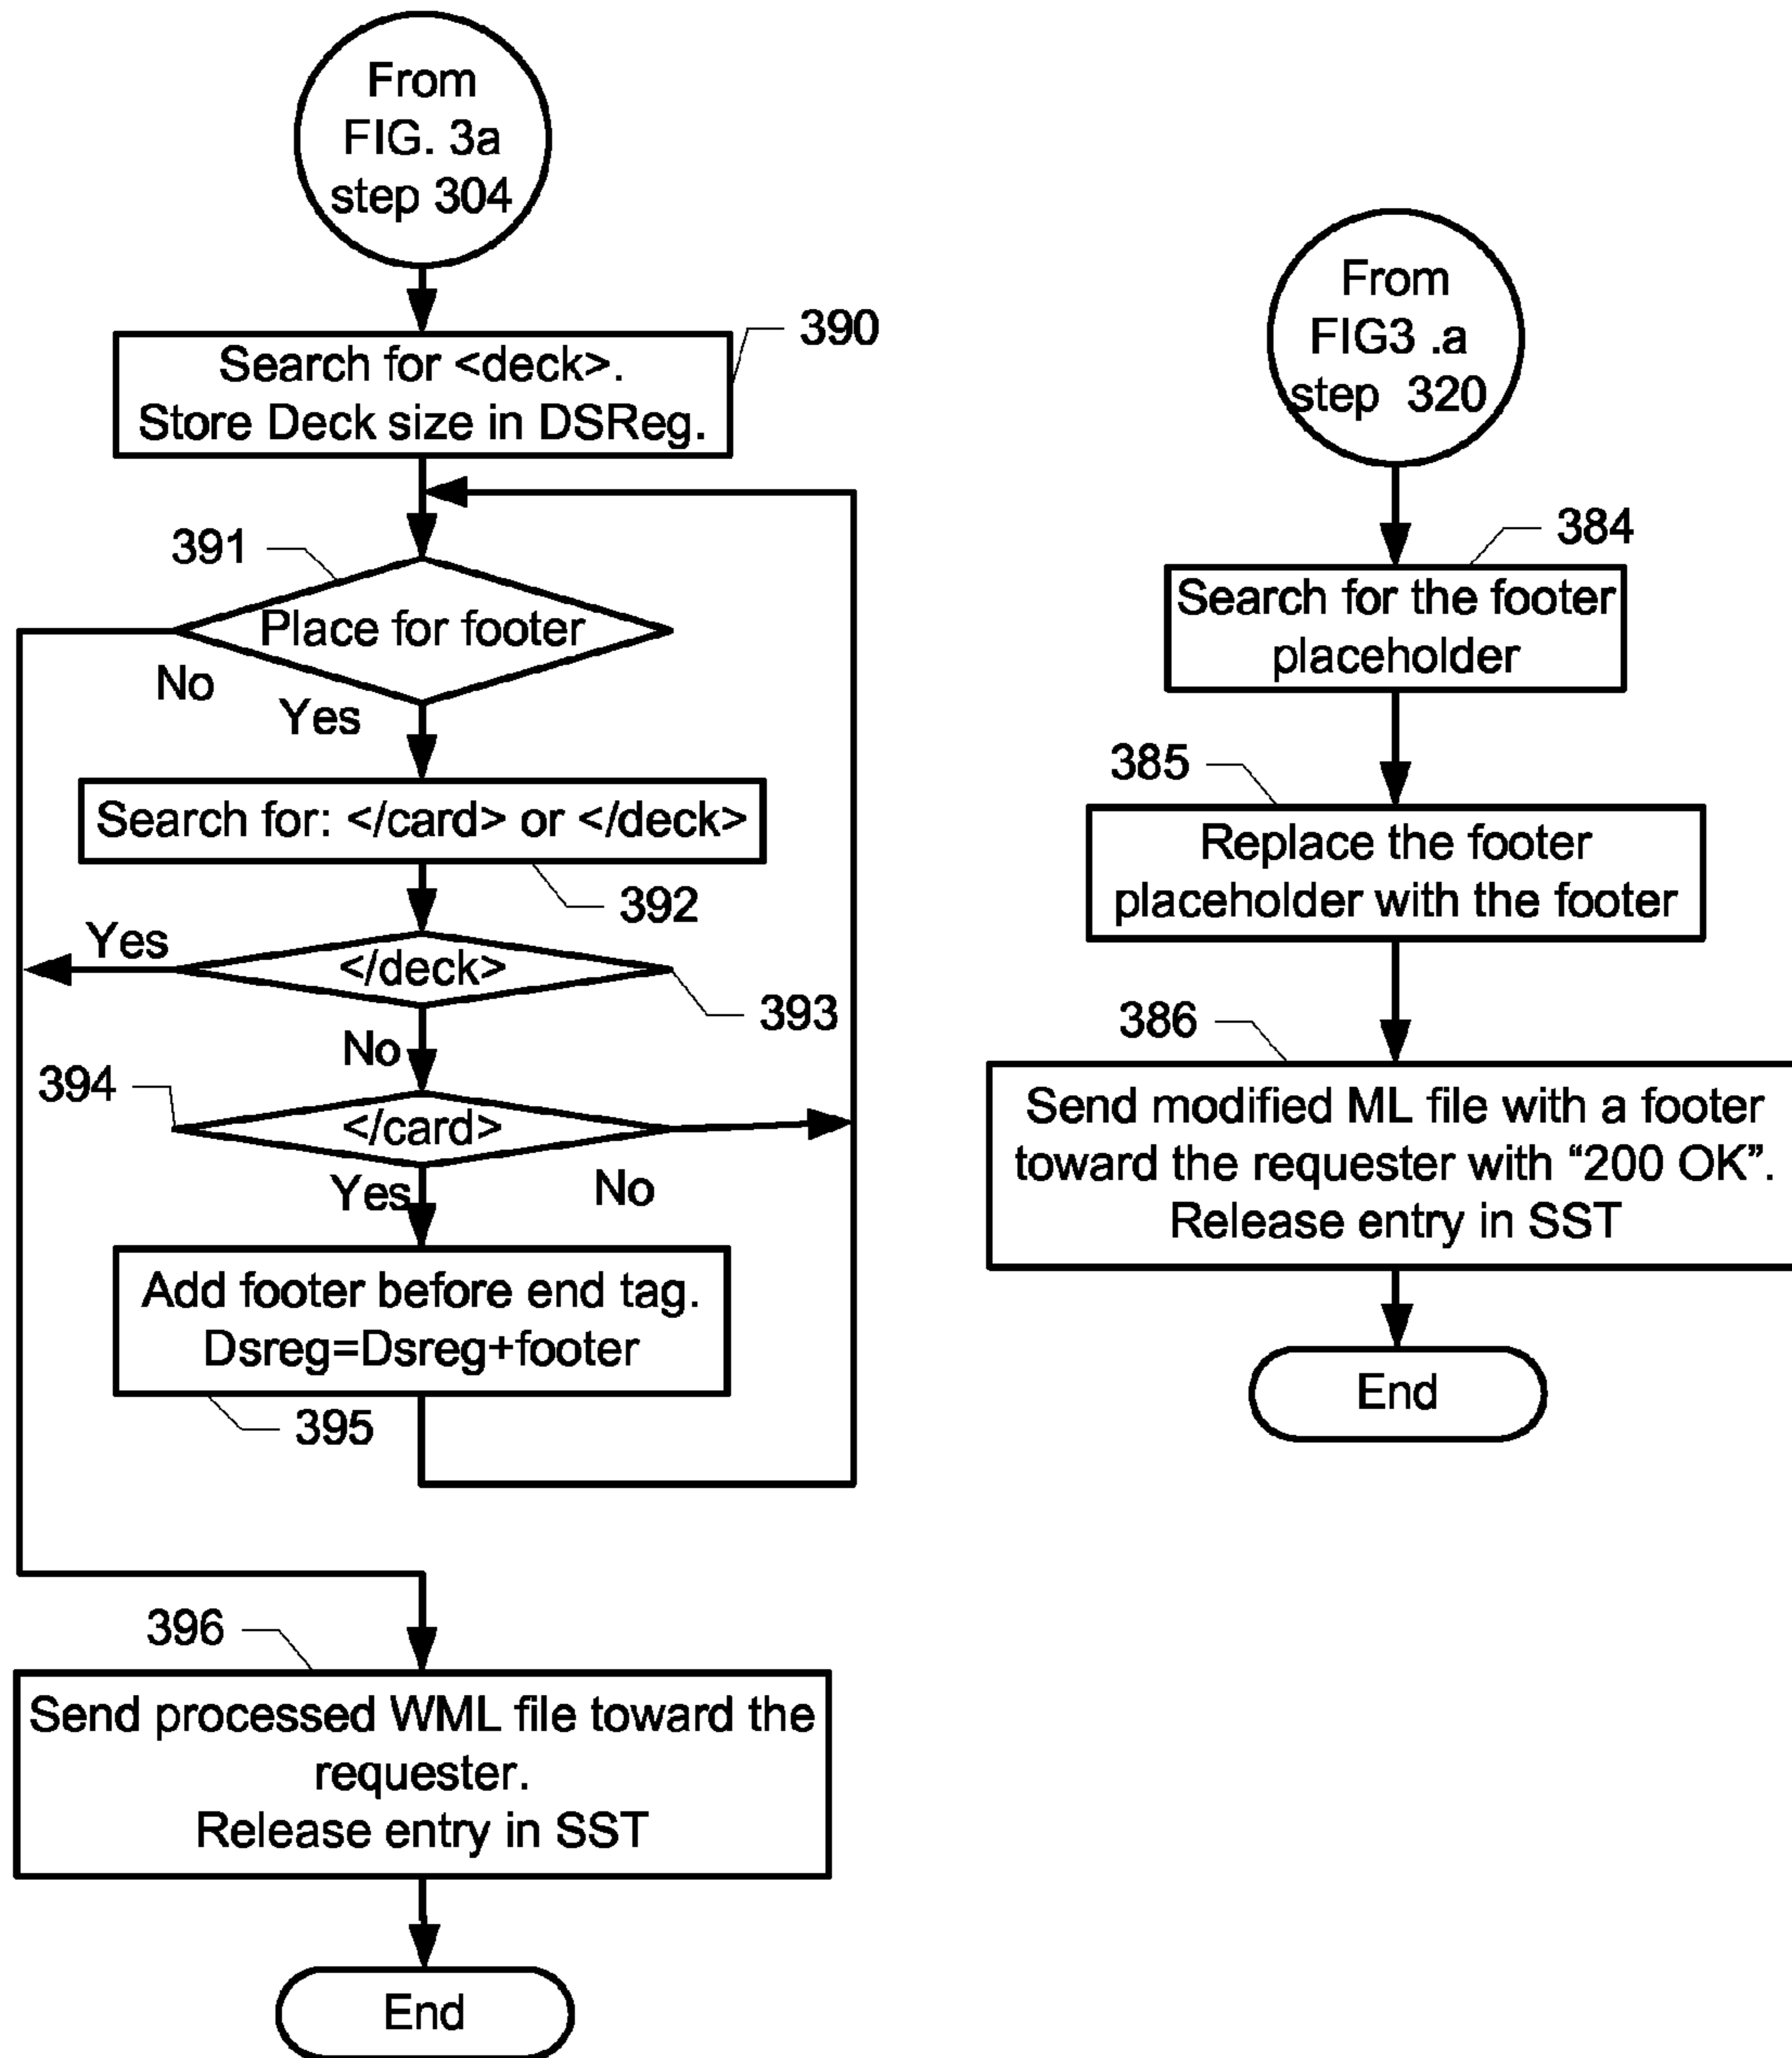 From
FIG. 3a
step 304
390
Search for <deck>.
Store Deck size in DSReg.
391
Place for footer
No
Yes
Search for: </card> or </deck>
392
Yes
</deck>
393
No
394
</card>
Yes
No
Add footer before end tag.
Dsreg=Dsreg+footer
395
396
Send processed WML file toward the
requester.
Release entry in SST
End
From
FIG3 .a
step 320
384
Search for the footer
placeholder
385
Replace the footer
placeholder with the footer
386
Send modified ML file with a footer
toward the requester with “200 OK”.
Release entry in SST
End